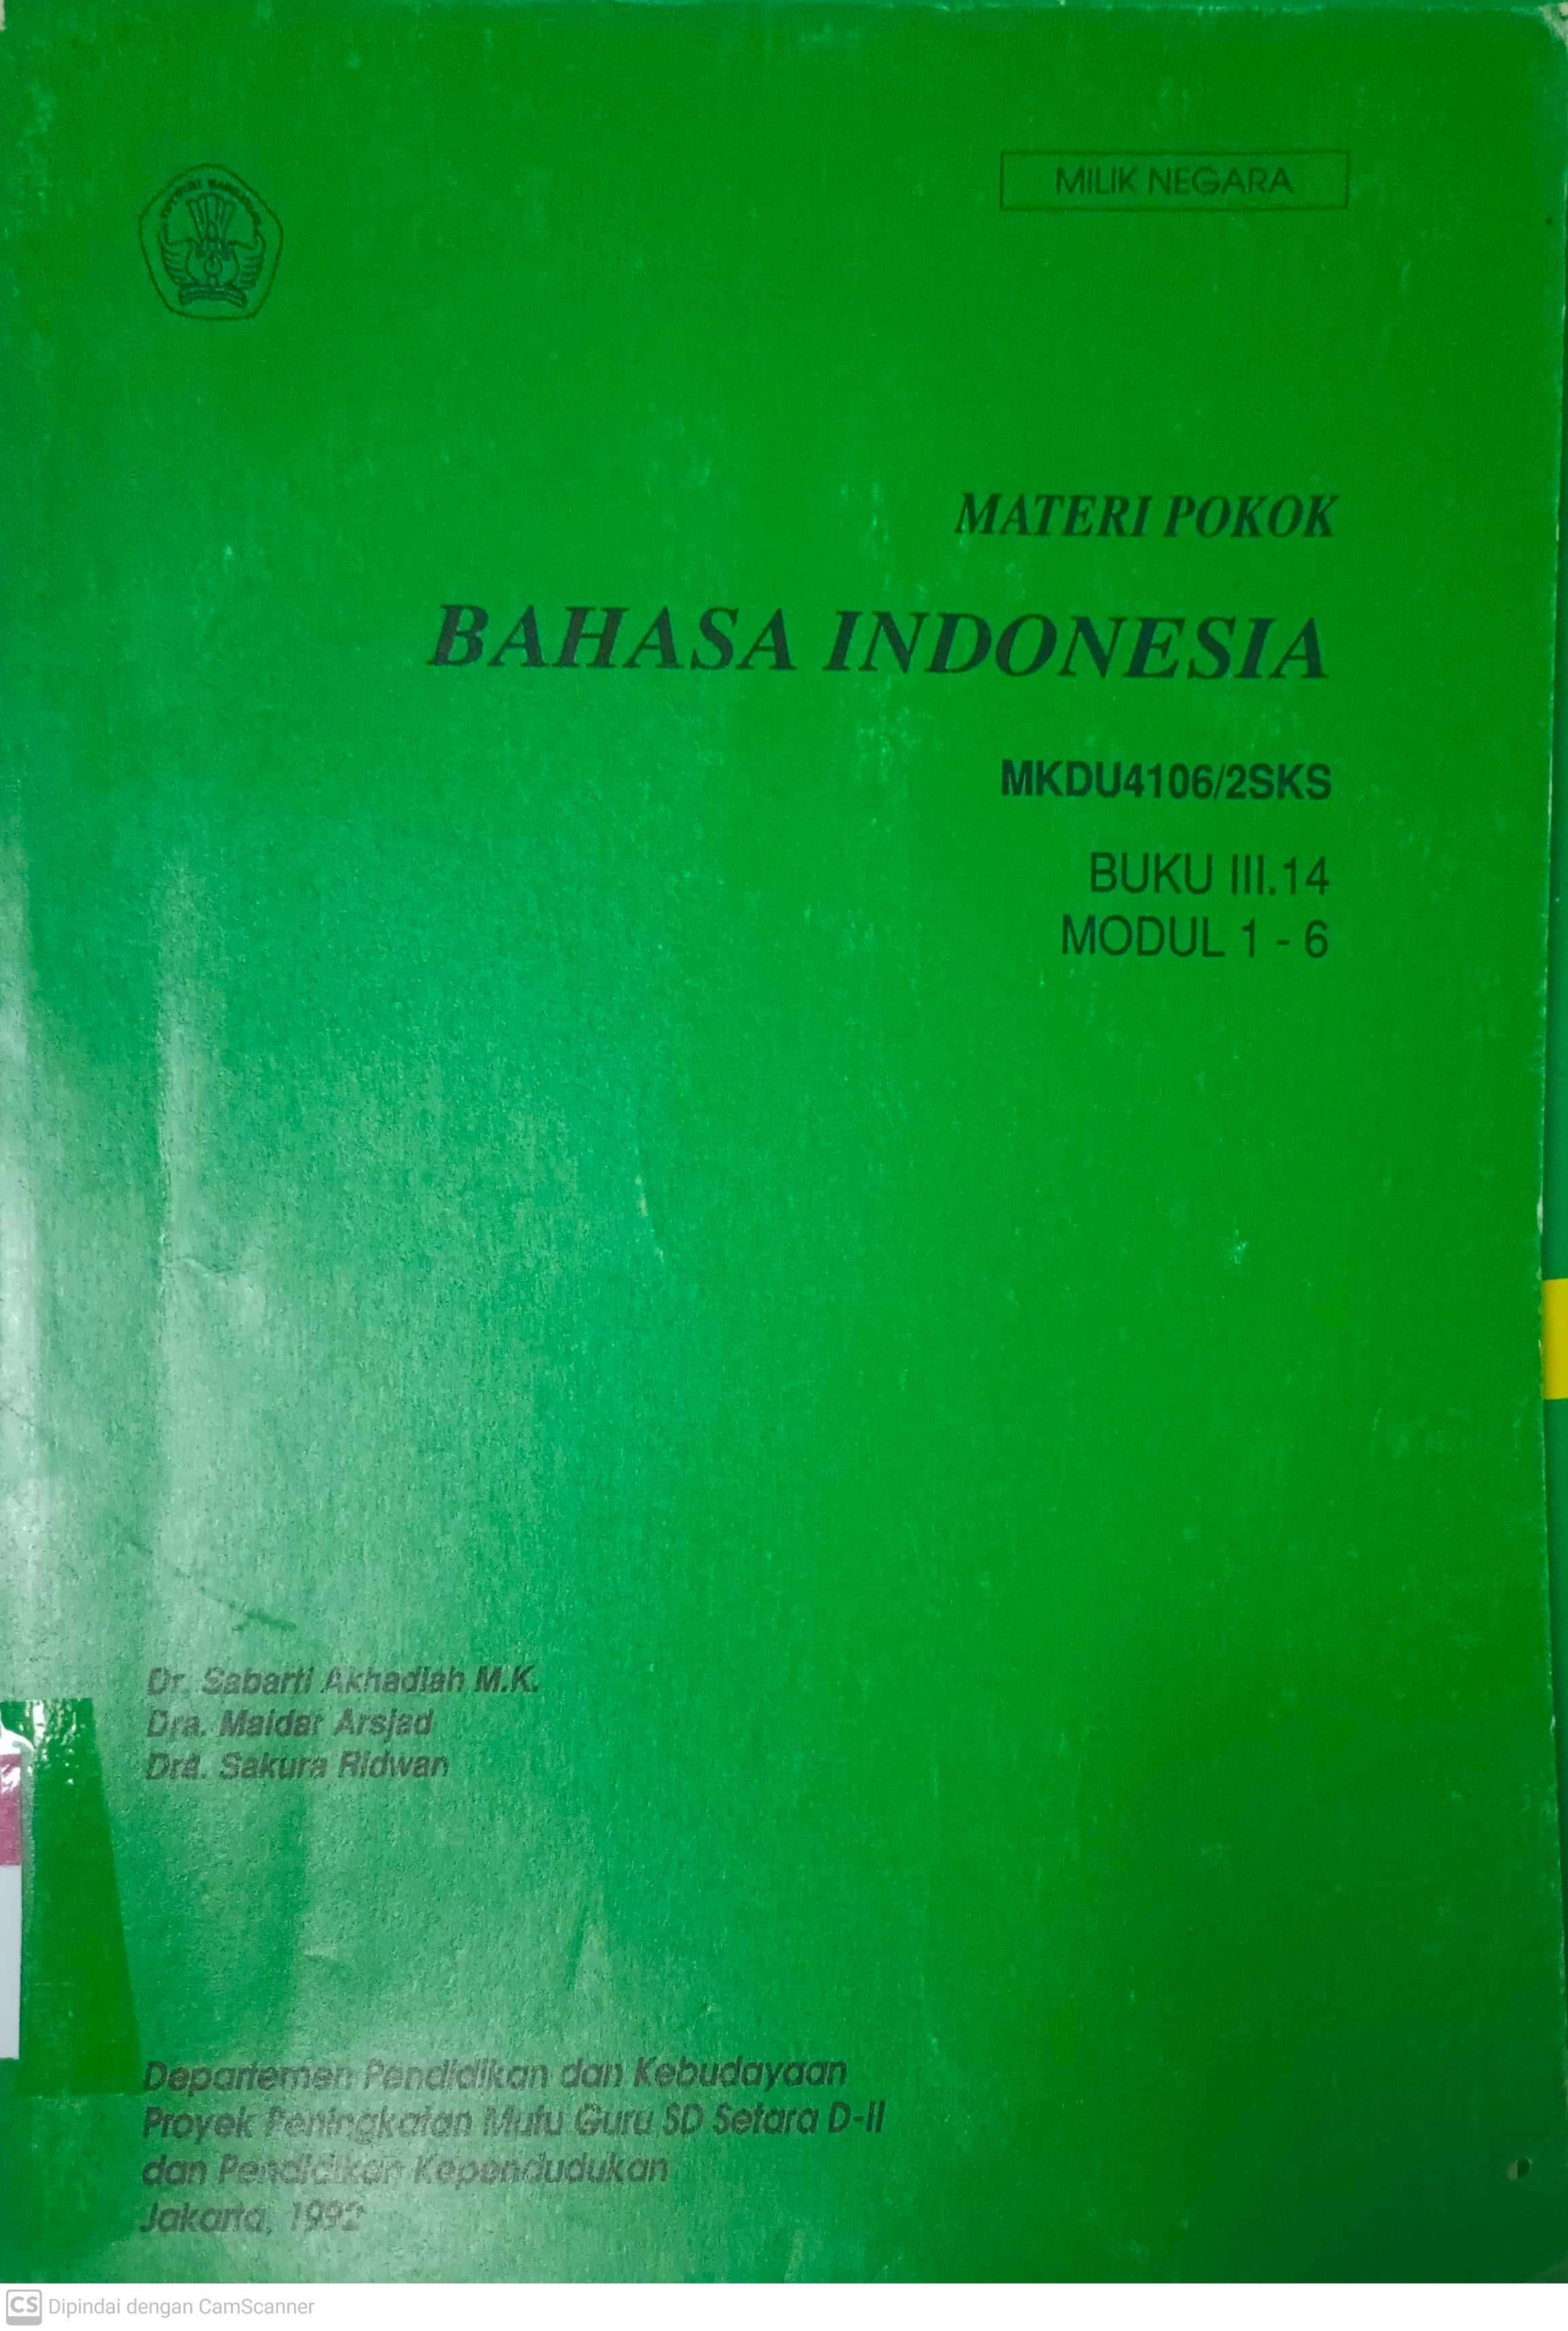 MILIK NEGARA
MATERI POKOK
BAHASA INDONESIA
MKDU4106/2SKS
BUKU III.14
MODUL 1 - 6
Dr. Sabarti Akhadiah M.K.
Dra. Maidar Arsjad
Dra. Sakura Ridwan
Departemen Pendidikan dan Kebudayaan
Proyek Peningkatan Mutu Guru SD Setara D-II
dan Pendidikan Kependudukan
Jakarta, 1992
CS Dipindai dengan CamScanner